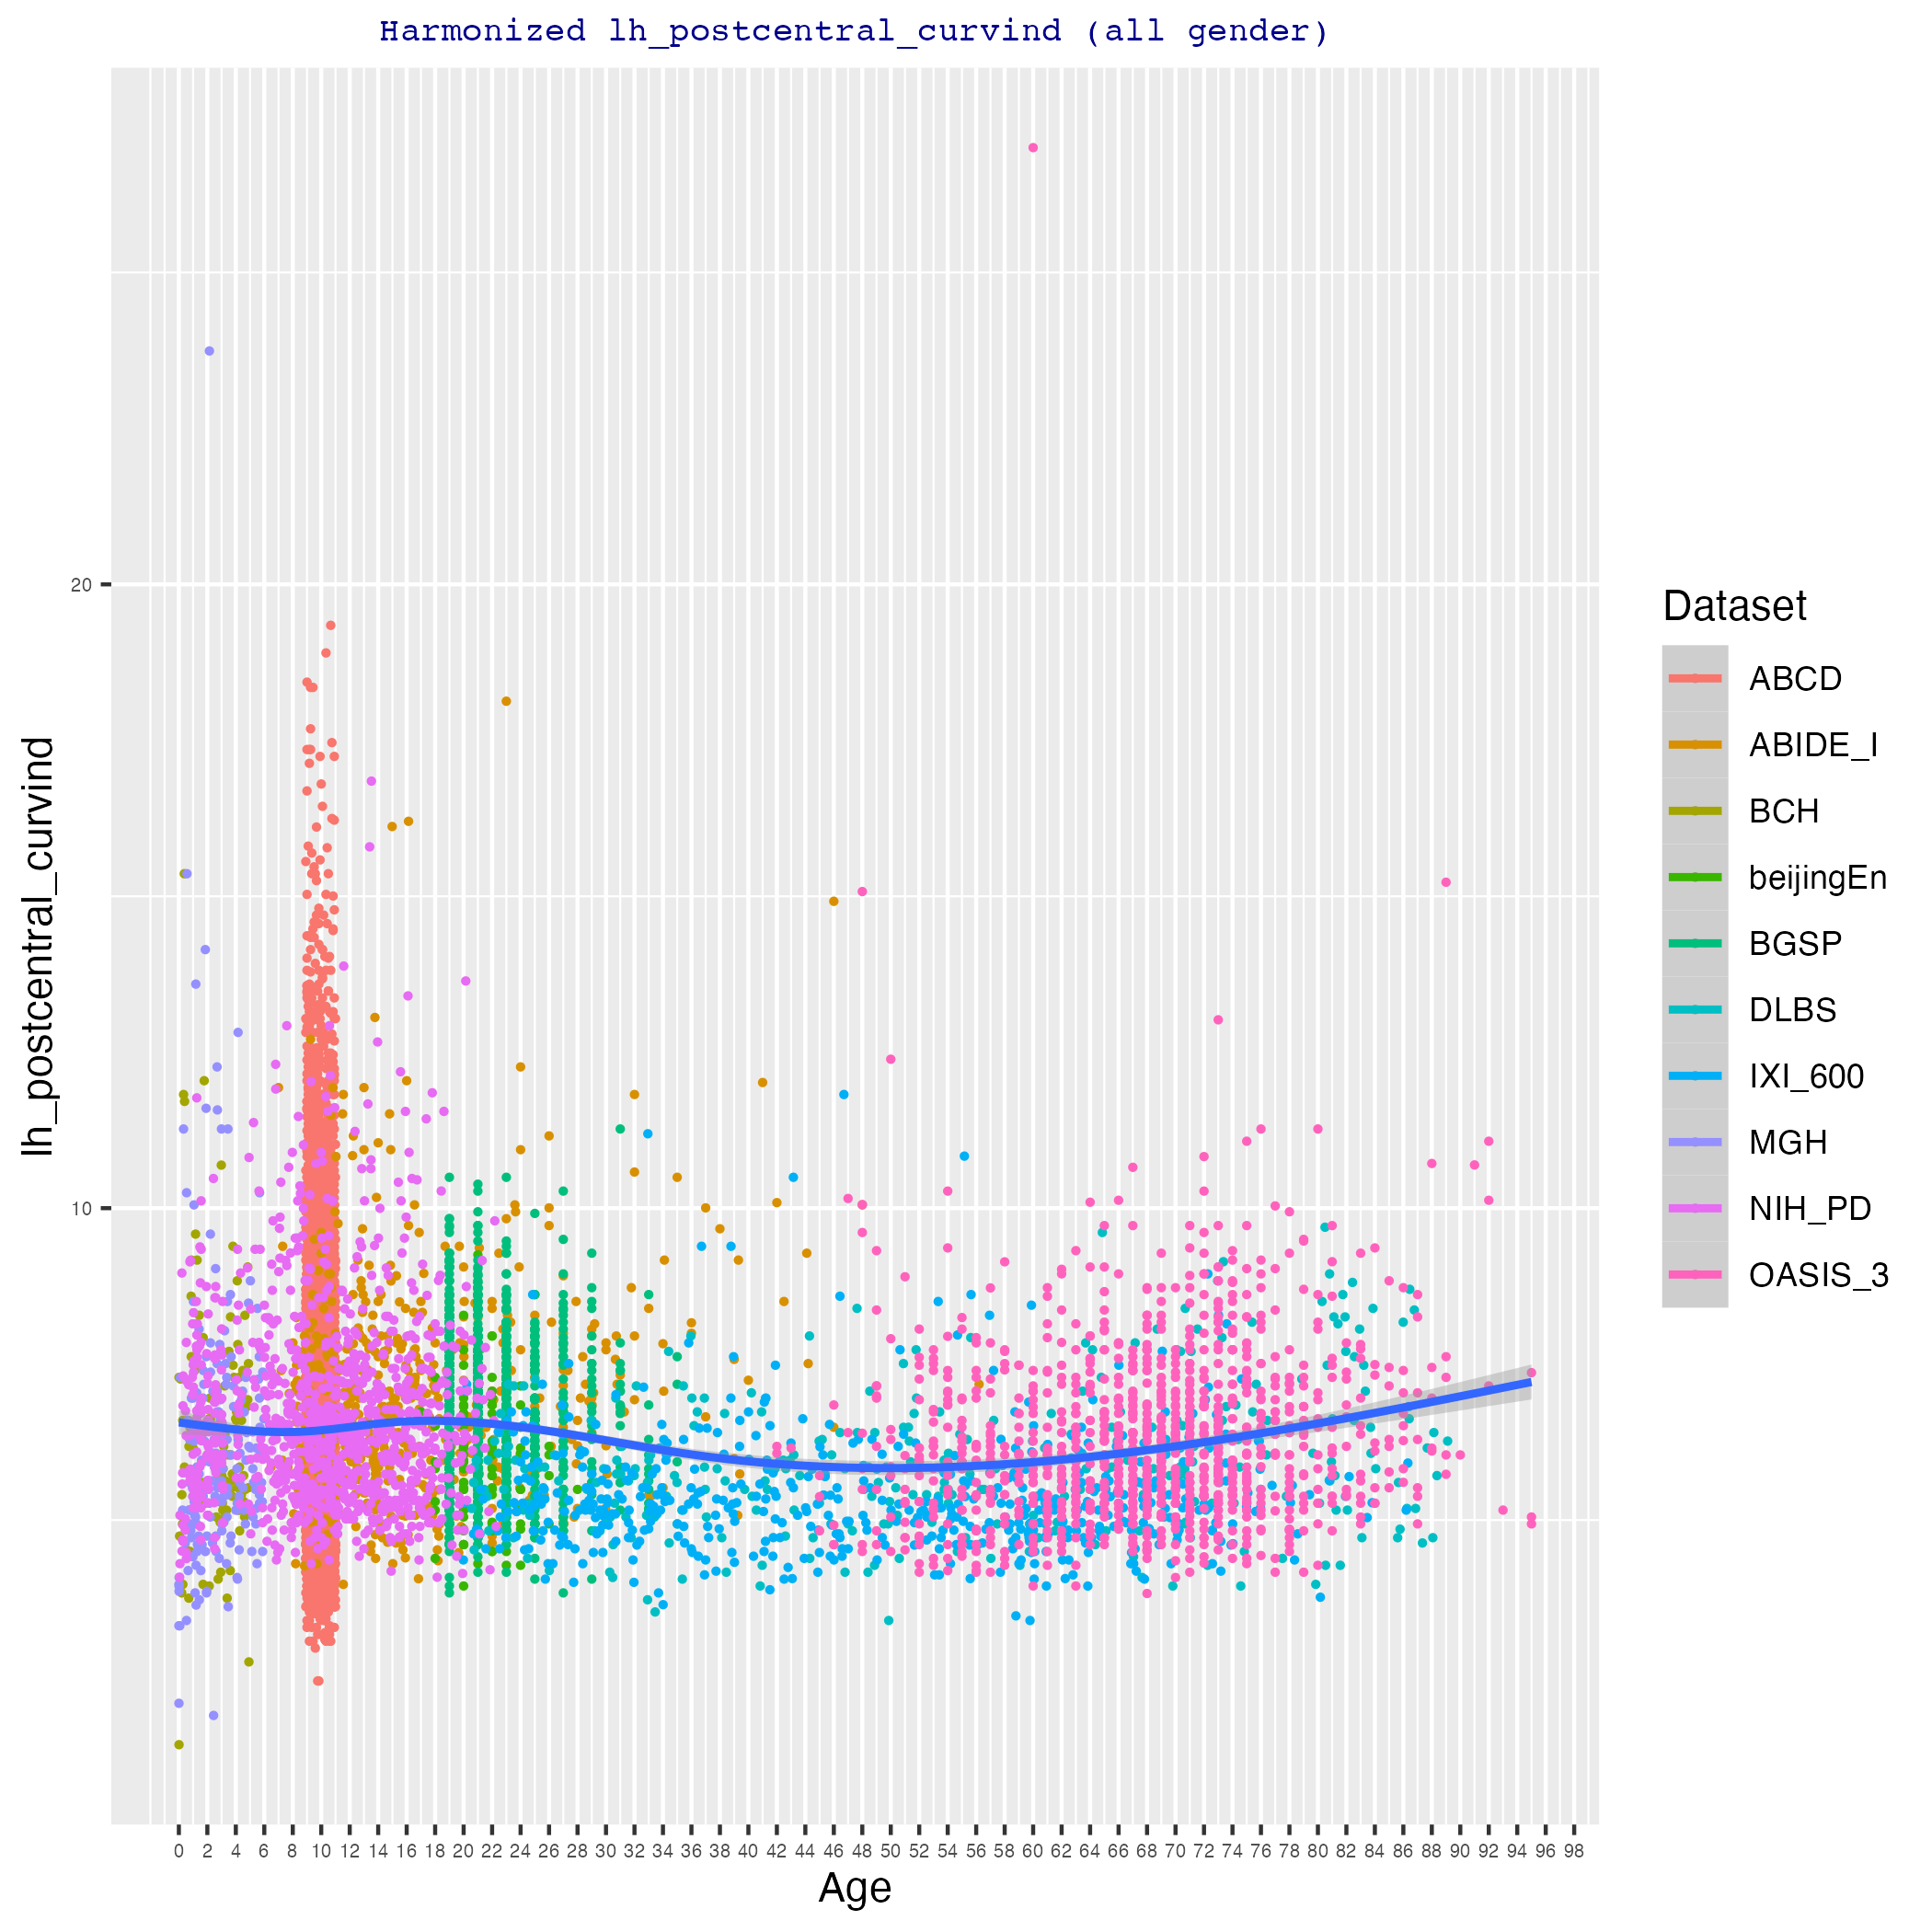 Harmonized lh_postcentral_curvind (all gender)
lh_postcentral_curvind
20
10
0 2 4 6 8 10 12 14 16 18 20 22 24 26 28 30 32 34 36 38 40 42 44 46 48 50 52 54 56 58 60 62 64 66 68 70 72 74 76 78 80 82 84 86 88 90 92 94 96 98
Age
Dataset
ABCD
ABIDE_I
BCH
beijingEn
BGSP
DLBS
IXI_600
MGH
NIH_PD
OASIS_3